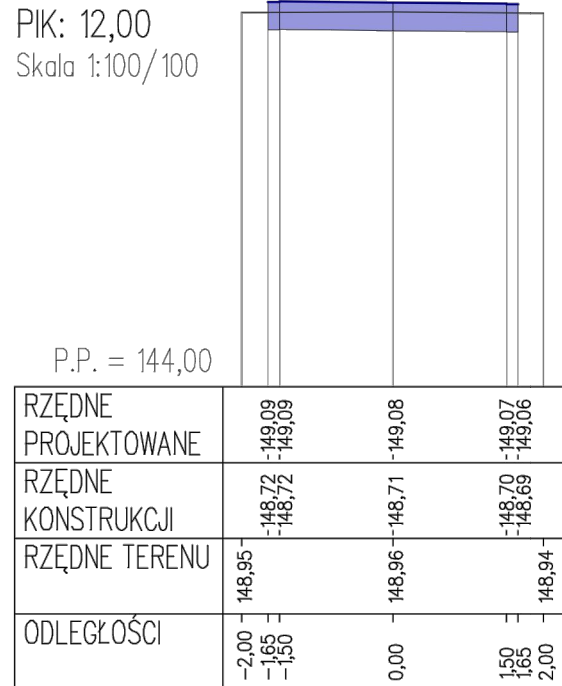 PIK: 12,00
Skala 1:100/100
P.P. = 144,00
RZĘDNE PROJEKTOWANE
149,09 149,09 149,08 149,07 149,06
RZĘDNE KONSTRUKCJI
148,72 148,72 148,71 148,70 148,69
RZĘDNE TERENU
148,95 148,96 148,94
ODLEGŁOŚCI
-2,00 -1,65 -1,50 0,00 1,50 1,65 2,00